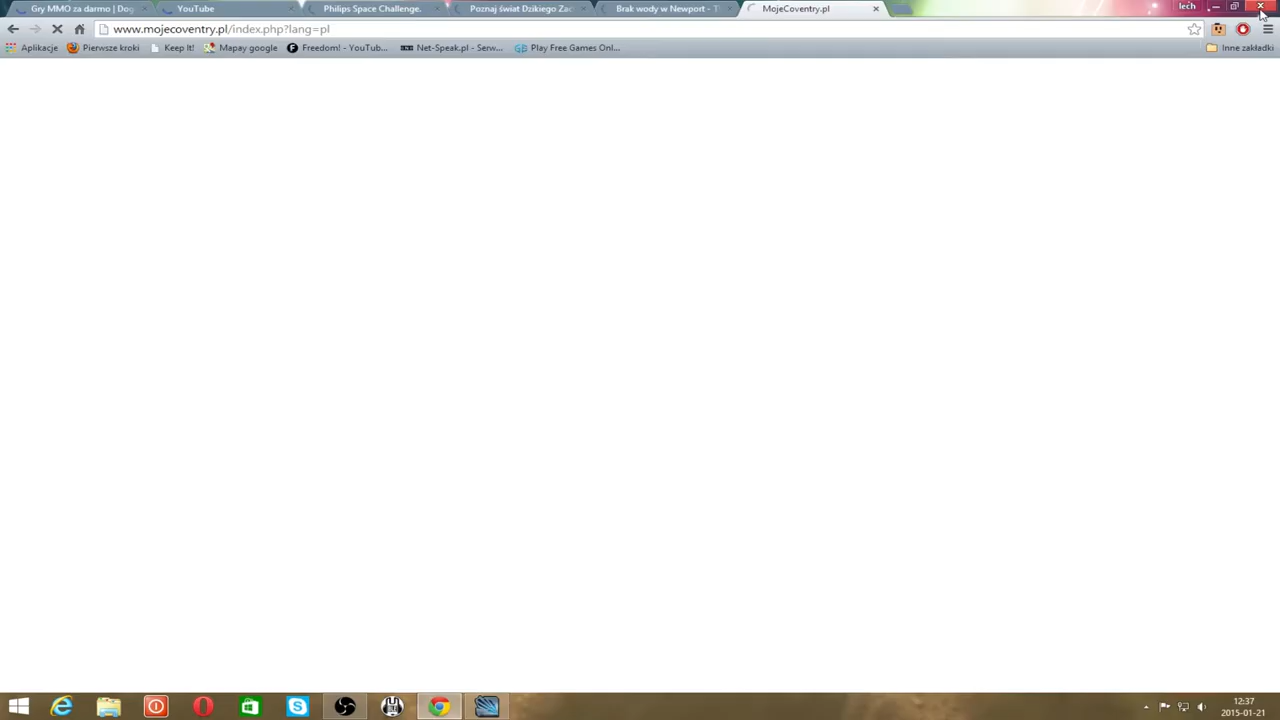 Gry MMO za darmo | Dog YouTube Philips Space Challenge. Poznaj świat Dzikiego Zac Brak wody w Newport - T MojeCoventry.pl lech
www.mojecoventry.pl/index.php?lang=pl
Aplikacje Pierwsze kroki Keep It! Mapay google Freedom! - YouTub... Net-Speak.pl - Serw... Play Free Games Onl... Inne zakładki
12:37
2015-01-21